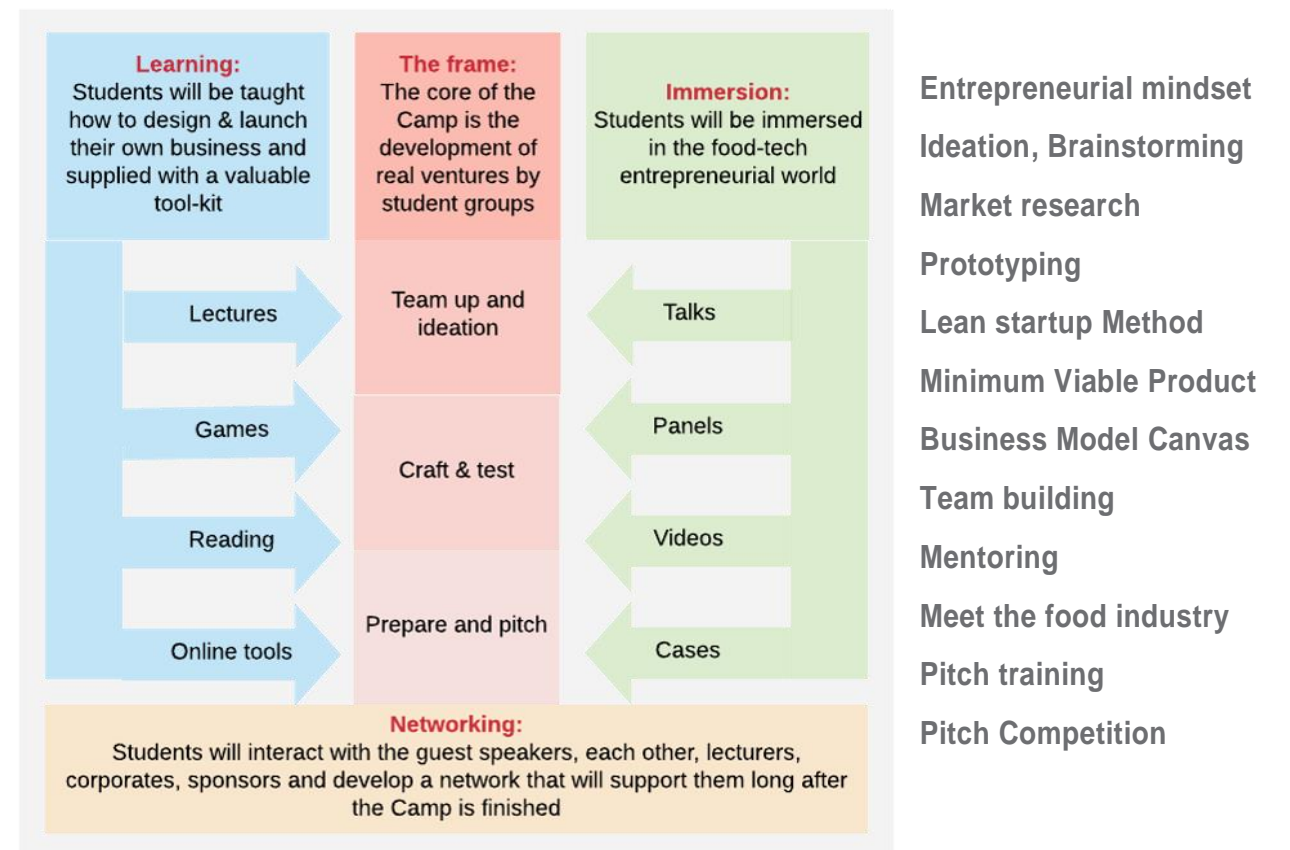 Learning:
Students will be taught
how to design & launch
their own business and
supplied with a valuable
tool-kit
The frame:
The core of the
Camp is the
development of
real ventures by
student groups
Immersion:
Students will be immersed
in the food-tech
entrepreneurial world
Lectures
Games
Reading
Online tools
Team up and
ideation
Craft & test
Prepare and pitch
Talks
Panels
Videos
Cases
Networking:
Students will interact with the guest speakers, each other, lecturers,
corporates, sponsors and develop a network that will support them long after
the Camp is finished
Entrepreneurial mindset
Ideation, Brainstorming
Market research
Prototyping
Lean startup Method
Minimum Viable Product
Business Model Canvas
Team building
Mentoring
Meet the food industry
Pitch training
Pitch Competition